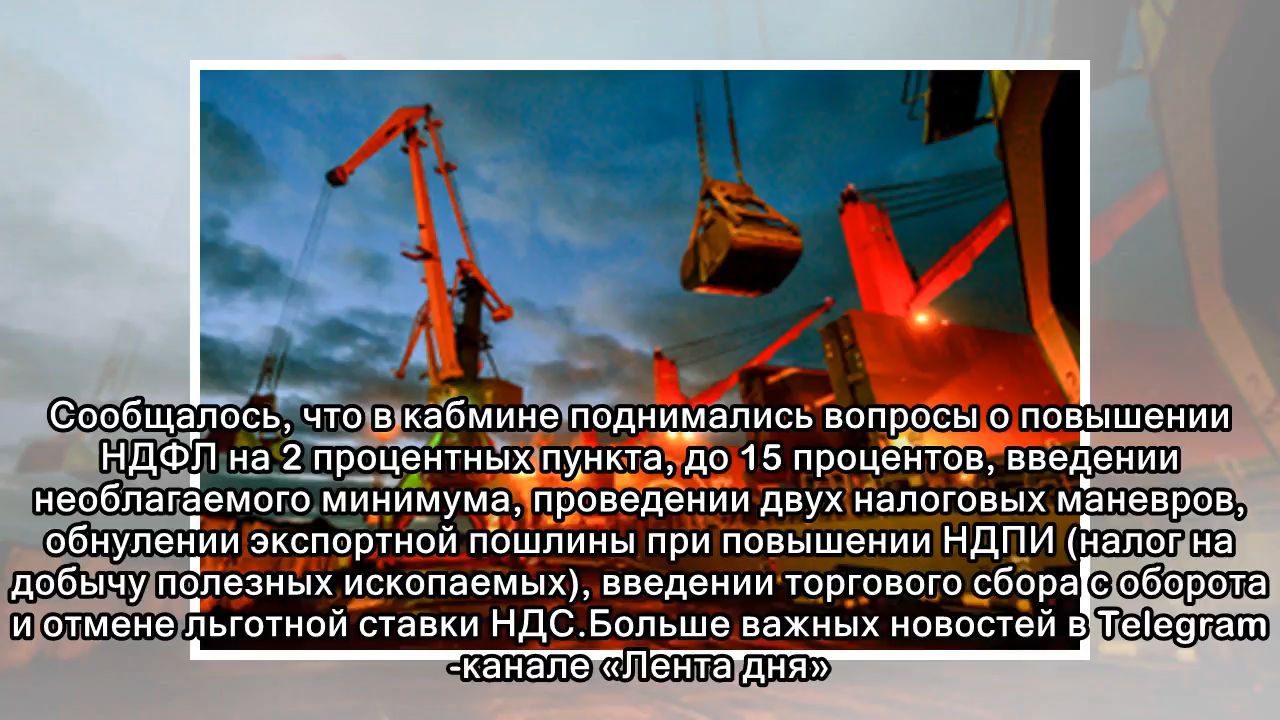 Сообщалось, что в кабмине поднимались вопросы о повышении
НДФЛ на 2 процентных пункта, до 15 процентов, введении
необлагаемого минимума, проведении двух налоговых маневров,
обнулении экспортной пошлины при повышении НДПИ (налог на
добычу полезных ископаемых), введении торгового сбора с оборота
и отмене льготной ставки НДС.Больше важных новостей в Telegram
-канале «Лента дня»